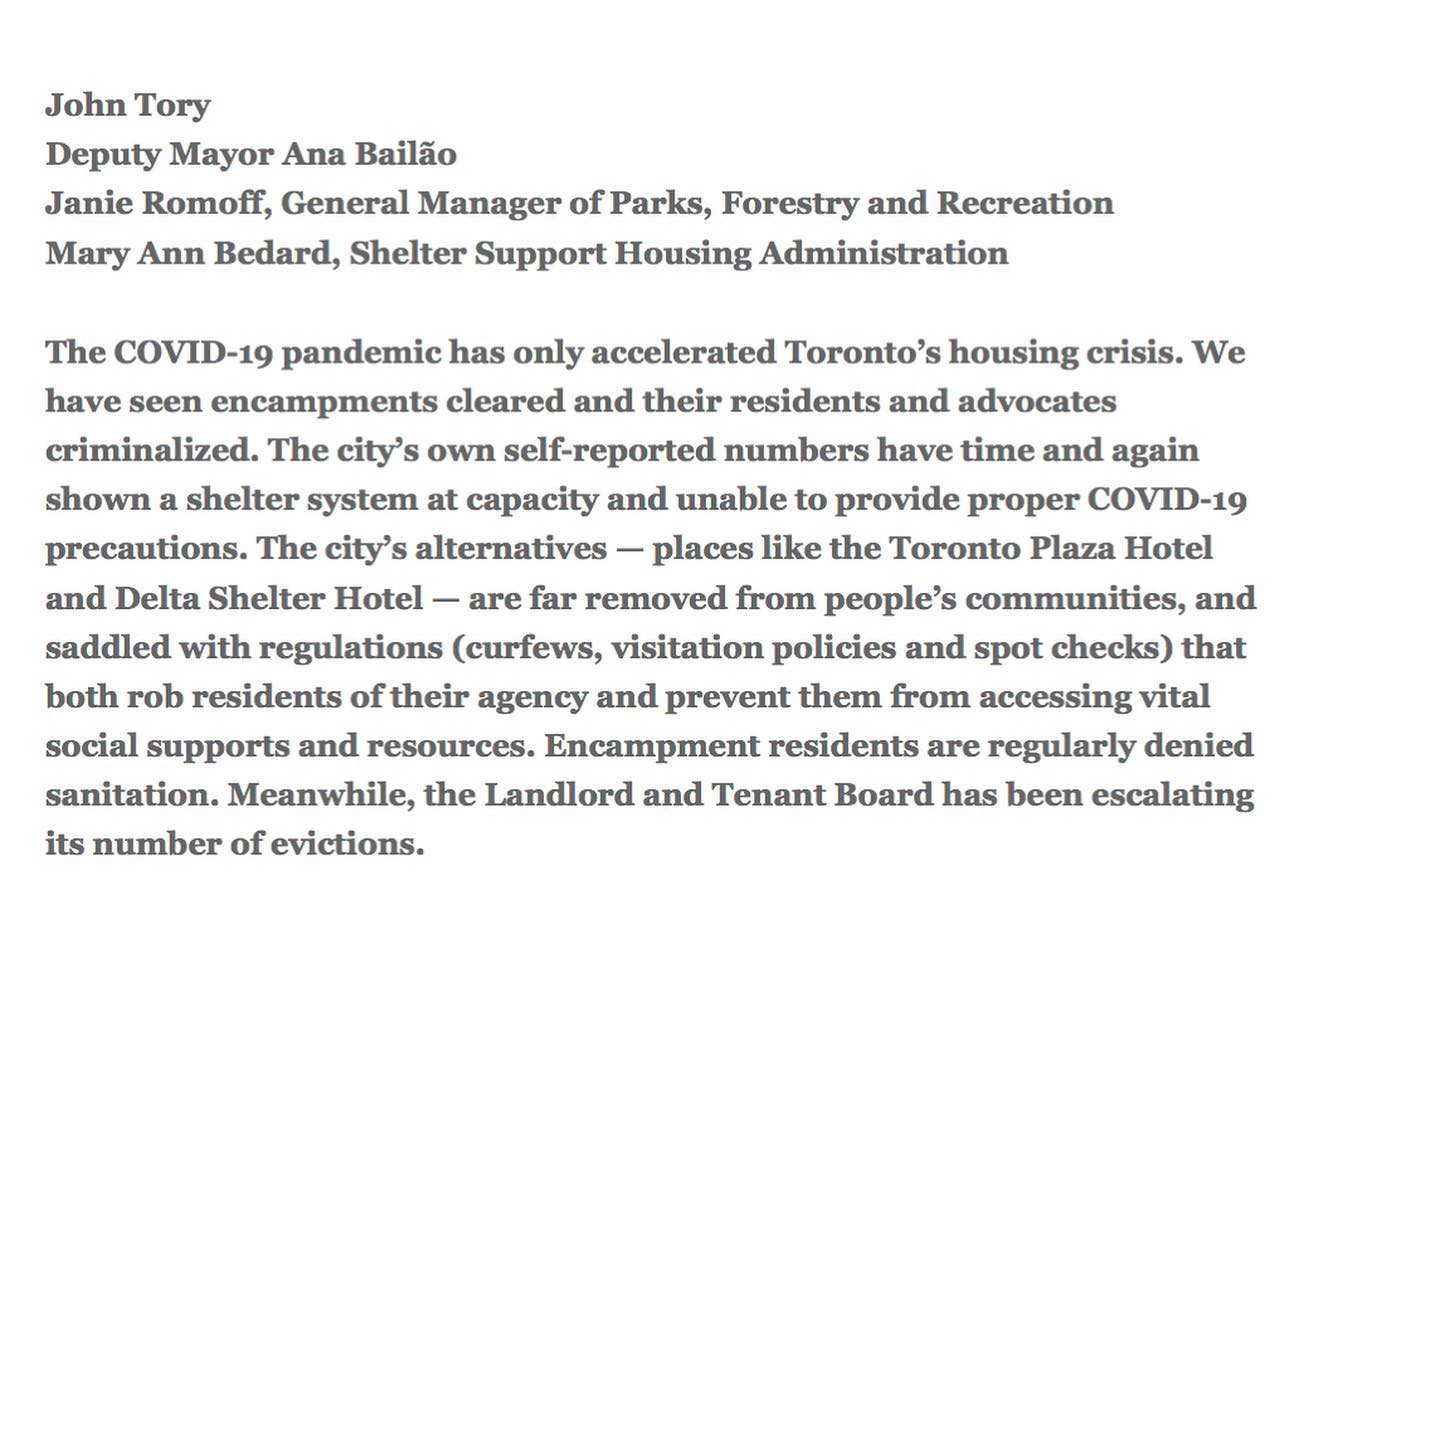 John Tory
Deputy Mayor Ana Bailão
Janie Romoff, General Manager of Parks, Forestry and Recreation
Mary Ann Bedard, Shelter Support Housing Administration
The COVID-19 pandemic has only accelerated Toronto’s housing crisis. We
have seen encampments cleared and their residents and advocates
criminalized. The city’s own self-reported numbers have time and again
shown a shelter system at capacity and unable to provide proper COVID-19
precautions. The city’s alternatives — places like the Toronto Plaza Hotel
and Delta Shelter Hotel — are far removed from people’s communities, and
saddled with regulations (curfews, visitation policies and spot checks) that
both rob residents of their agency and prevent them from accessing vital
social supports and resources. Encampment residents are regularly denied
sanitation. Meanwhile, the Landlord and Tenant Board has been escalating
its number of evictions.